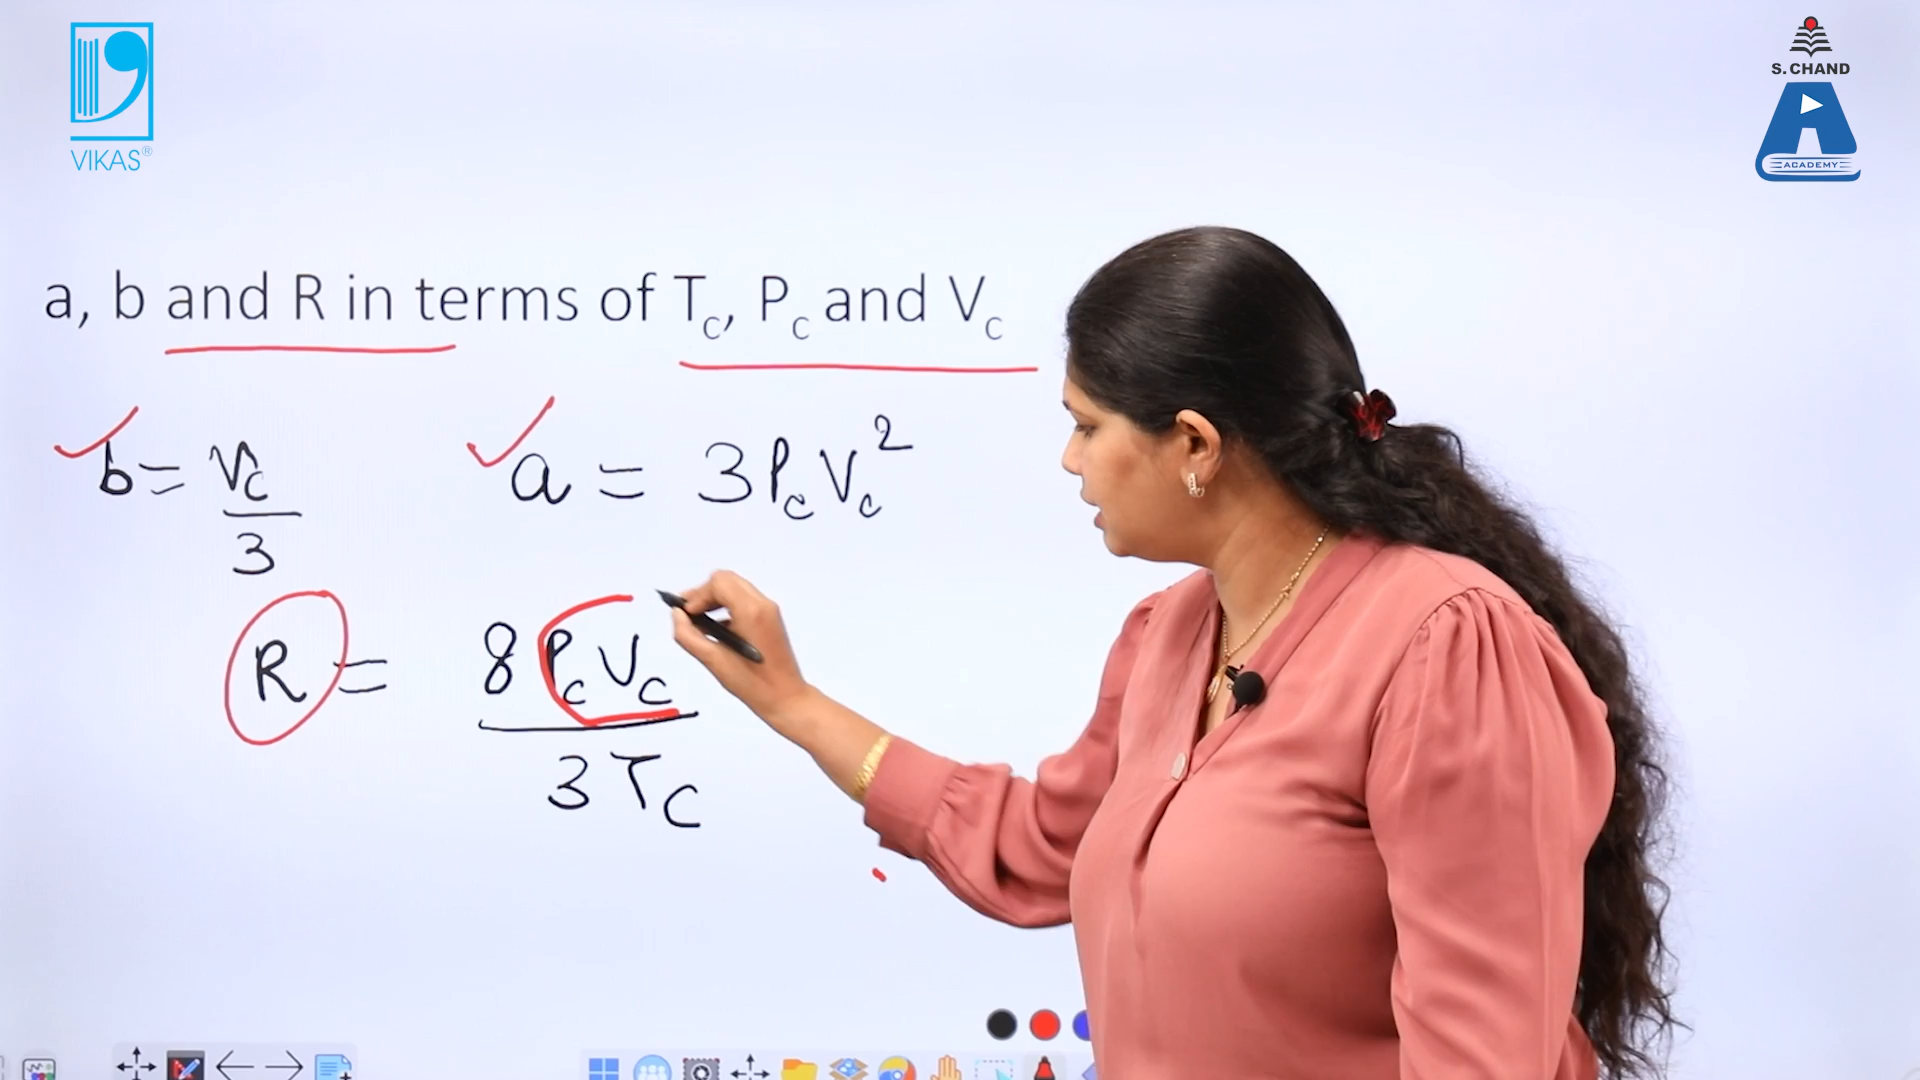 VIKAS®
S. CHAND
ACADEMY
a, b and R in terms of Tc, Pc and Vc
b = Vc/3
a = 3PcVc²
R = 8PcVc
3Tc